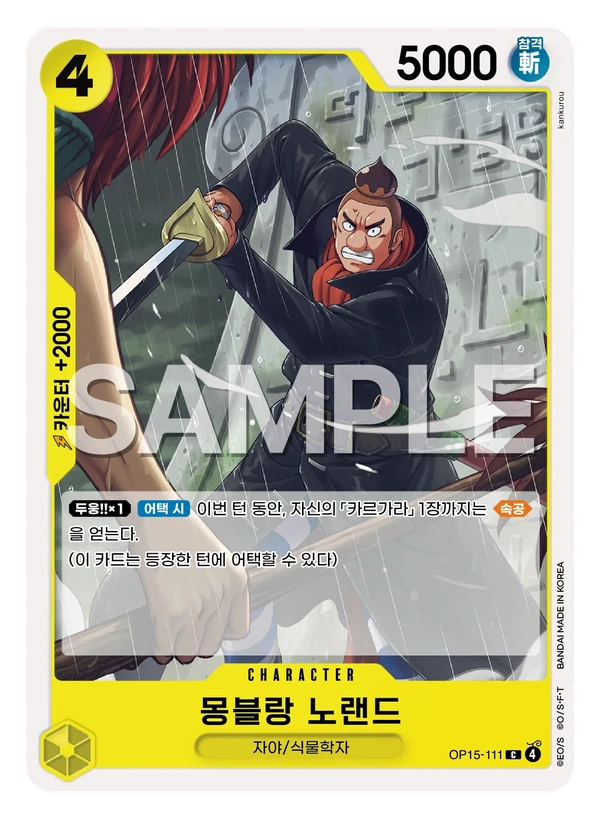 4
5000
참격
斬
kankurou
카운터 +2000
SAMPLE
두웅!!×1 어택 시 이번 턴 동안, 자신의 「카르가라」 1장까지는 속공
을 얻는다.
(이 카드는 등장한 턴에 어택할 수 있다)
CHARACTER
몽블랑 노랜드
자야/식물학자
OP15-111 C 4
©EO/S ©O/S・F・T BANDAI MADE IN KOREA